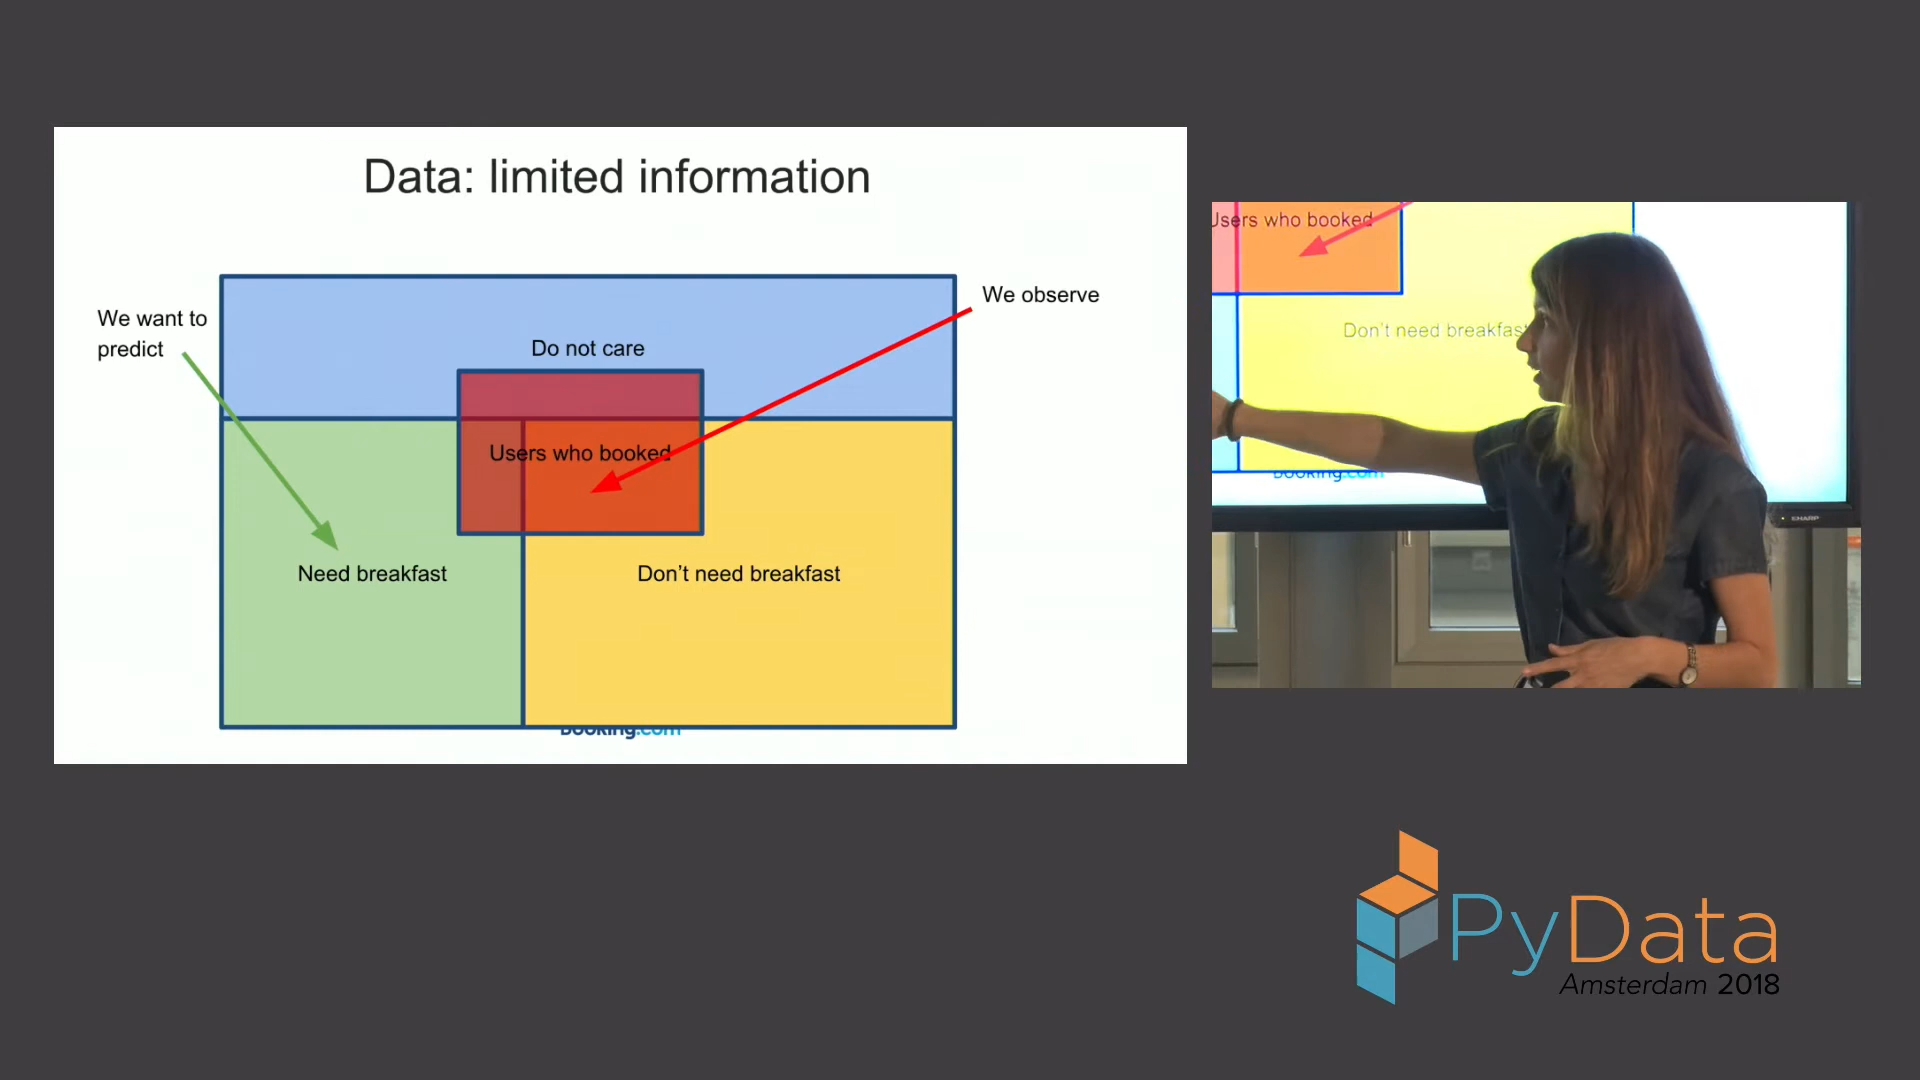 Data: limited information
We want to
predict
We observe
Do not care
Users who booked
Need breakfast
Don't need breakfast
booking.com
Users who booked
Don't need breakfast
booking.com
SHARP
PyData
Amsterdam 2018